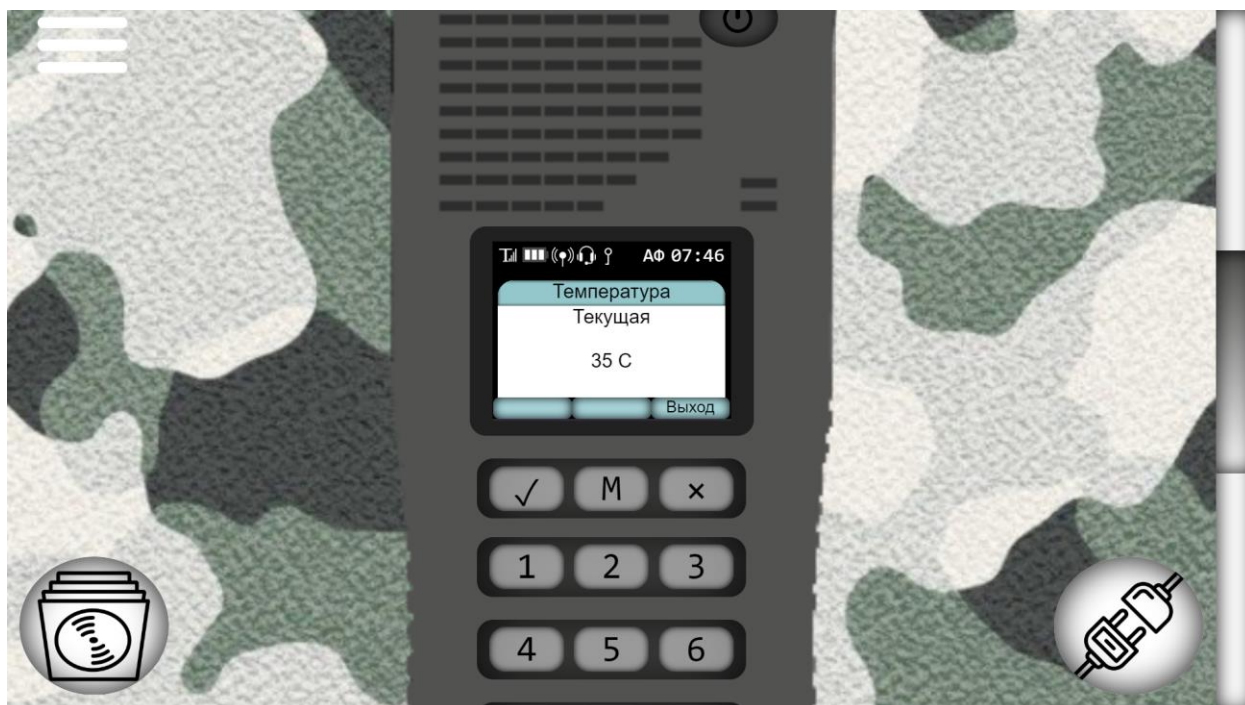 АФ 07:46
Температура
Текущая
35 С
Выход
✓ M ×
1 2 3
4 5 6